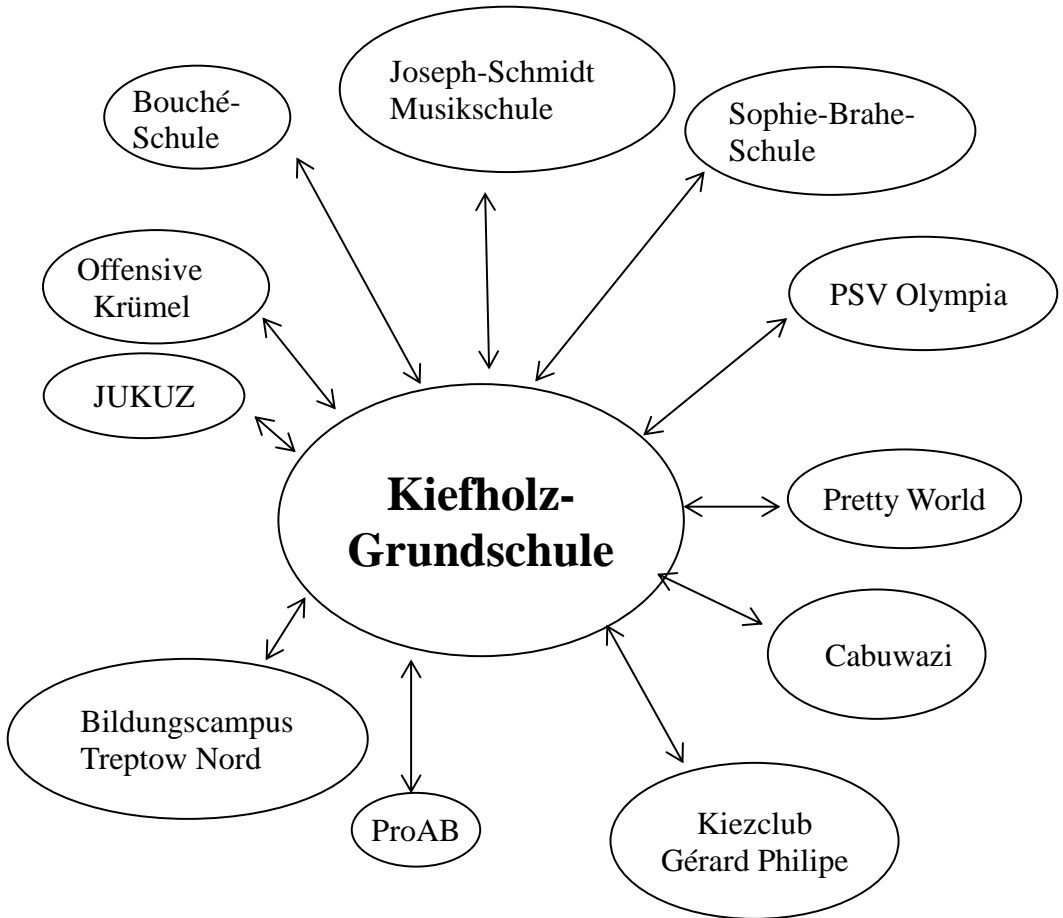 Joseph-Schmidt
Musikschule
Bouché-
Schule
Sophie-Brahe-
Schule
Offensive
Krümel
PSV Olympia
JUKUZ
Kiefholz-
Grundschule
Pretty World
Cabuwazi
Bildungscampus
Treptow Nord
ProAB
Kiezclub
Gérard Philipe